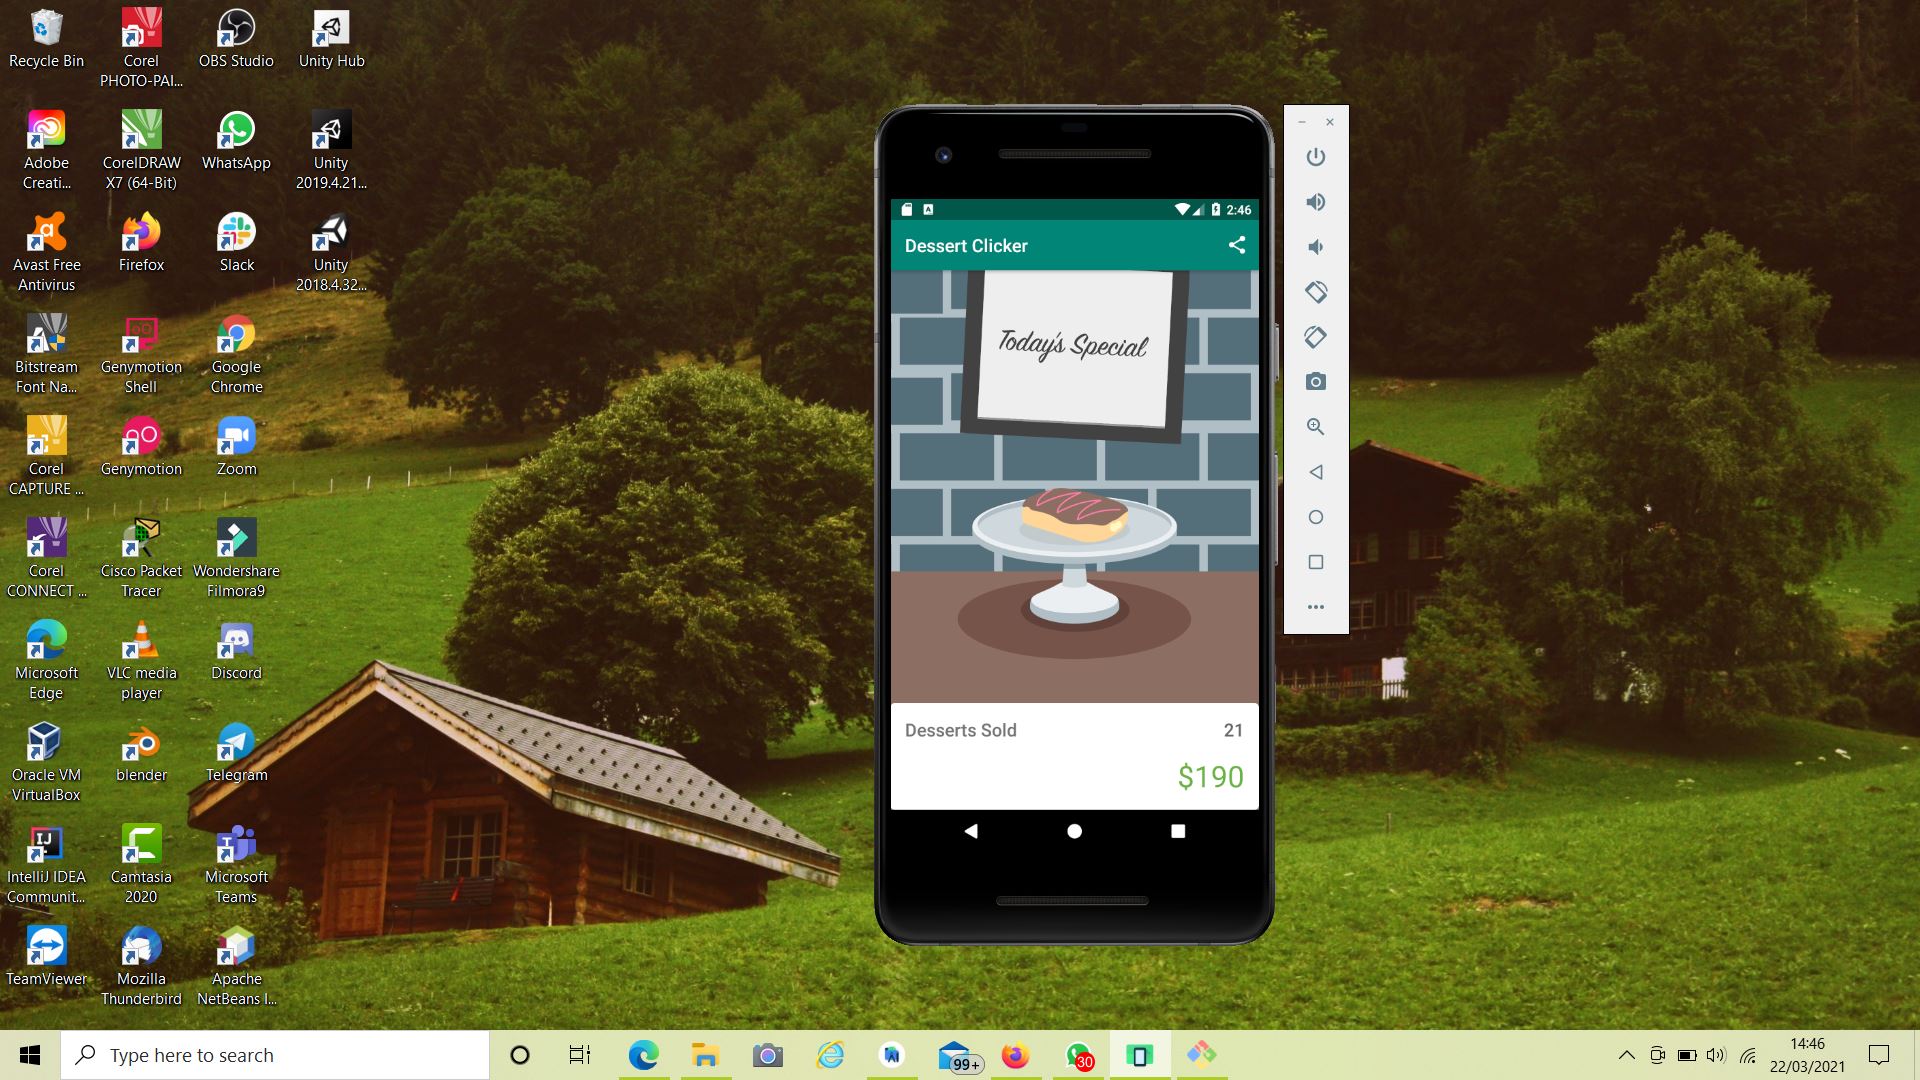 Recycle Bin
Corel
PHOTO-PAI...
OBS Studio
Unity Hub
Adobe
Creati...
CorelDRAW
X7 (64-Bit)
WhatsApp
Unity
2019.4.21...
Avast Free
Antivirus
Firefox
Slack
Unity
2018.4.32...
Bitstream
Font Na...
Genymotion
Shell
Google
Chrome
Corel
CAPTURE ...
Genymotion
Zoom
Corel
CONNECT ...
Cisco Packet
Tracer
Wondershare
Filmora9
Microsoft
Edge
VLC media
player
Discord
Oracle VM
VirtualBox
blender
Telegram
IntelliJ IDEA
Communit...
Camtasia
2020
Microsoft
Teams
TeamViewer
Mozilla
Thunderbird
Apache
NetBeans I...
2:46
Dessert Clicker
Today's Special
Desserts Sold 21
$190
Type here to search
99+
30
14:46
22/03/2021